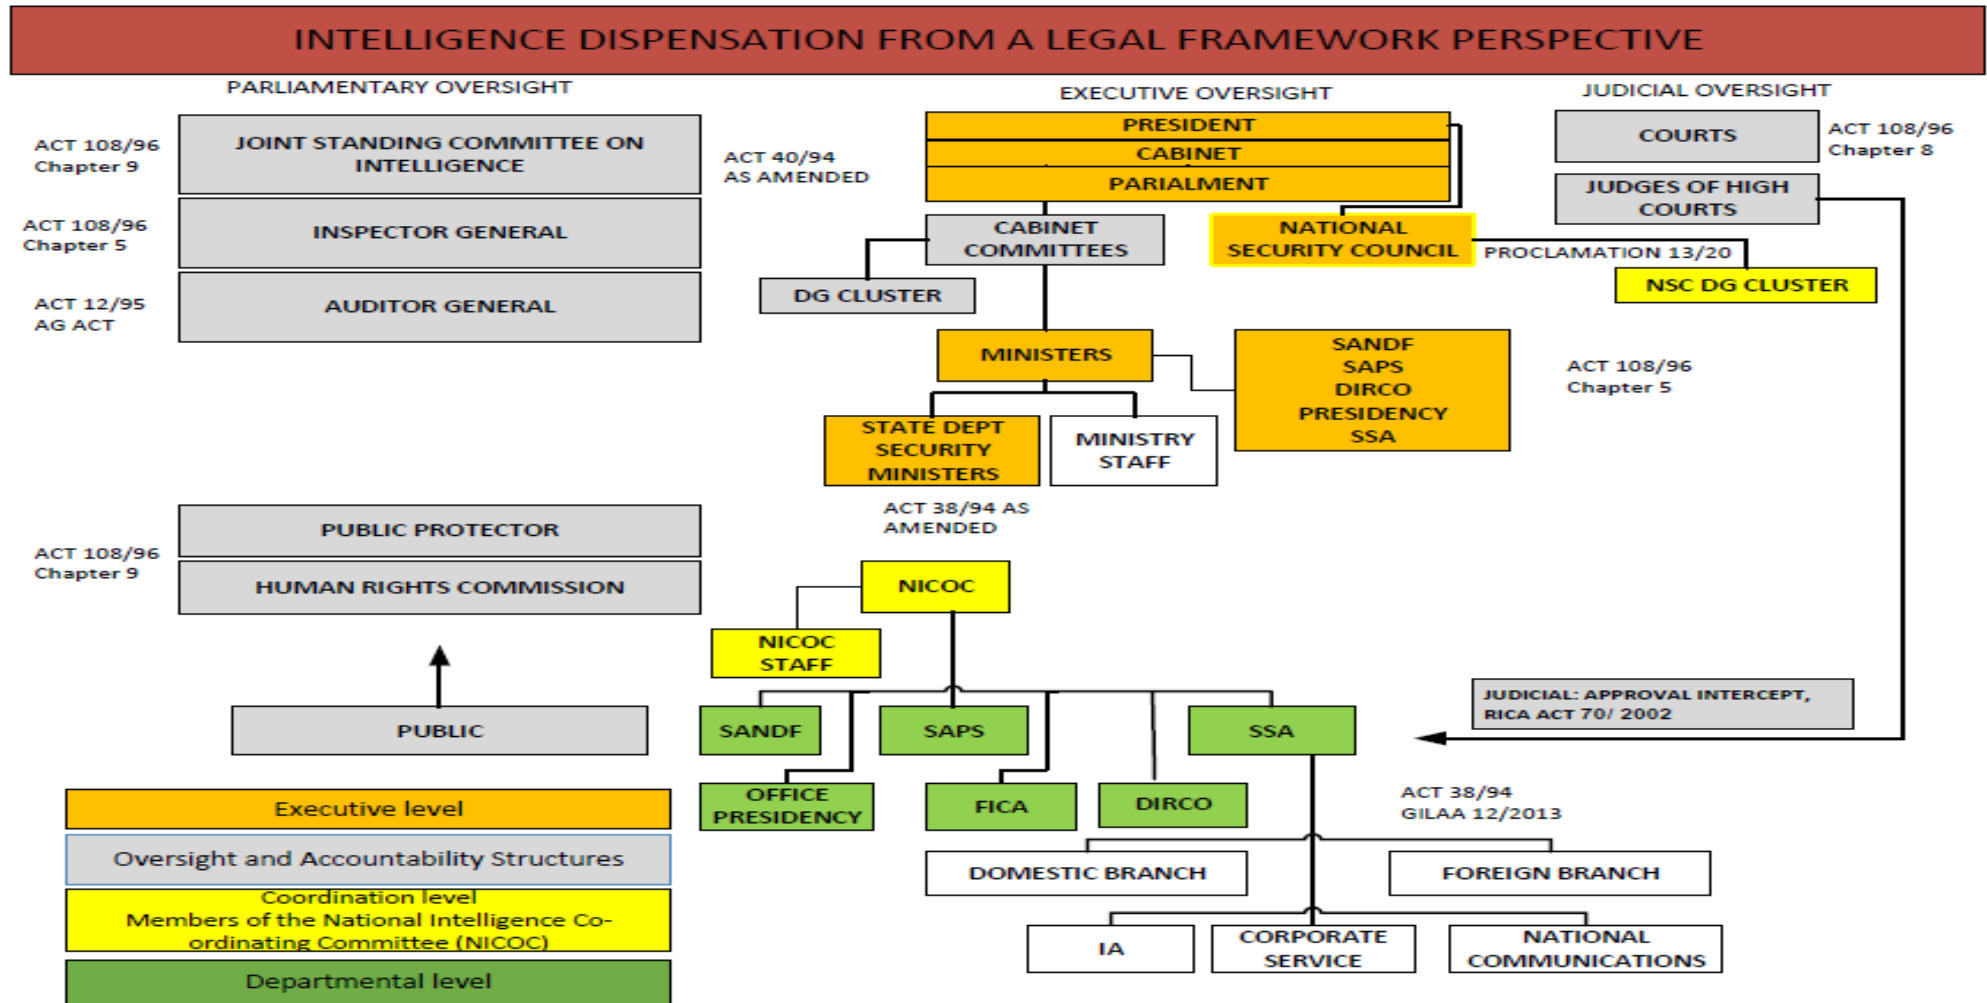 INTELLIGENCE DISPENSATION FROM A LEGAL FRAMEWORK PERSPECTIVE
PARLIAMENTARY OVERSIGHT
EXECUTIVE OVERSIGHT
JUDICIAL OVERSIGHT
ACT 108/96
Chapter 9
JOINT STANDING COMMITTEE ON
INTELLIGENCE
ACT 40/94
AS AMENDED
PRESIDENT
CABINET
PARIALMENT
COURTS
ACT 108/96
Chapter 8
JUDGES OF HIGH
COURTS
ACT 108/96
Chapter 5
INSPECTOR GENERAL
CABINET
COMMITTEES
NATIONAL
SECURITY COUNCIL
PROCLAMATION 13/20
DG CLUSTER
NSC DG CLUSTER
ACT 12/95
AG ACT
AUDITOR GENERAL
MINISTERS
SANDF
SAPS
DIRCO
PRESIDENCY
SSA
ACT 108/96
Chapter 5
STATE DEPT
SECURITY
MINISTERS
MINISTRY
STAFF
ACT 38/94 AS
AMENDED
ACT 108/96
Chapter 9
PUBLIC PROTECTOR
HUMAN RIGHTS COMMISSION
NICOC
NICOC
STAFF
PUBLIC
SANDF
SAPS
SSA
JUDICIAL: APPROVAL INTERCEPT,
RICA ACT 70/ 2002
OFFICE
PRESIDENCY
FICA
DIRCO
ACT 38/94
GILAA 12/2013
DOMESTIC BRANCH
FOREIGN BRANCH
IA
CORPORATE
SERVICE
NATIONAL
COMMUNICATIONS
Executive level
Oversight and Accountability Structures
Coordination level
Members of the National Intelligence Co-
ordinating Committee (NICOC)
Departmental level